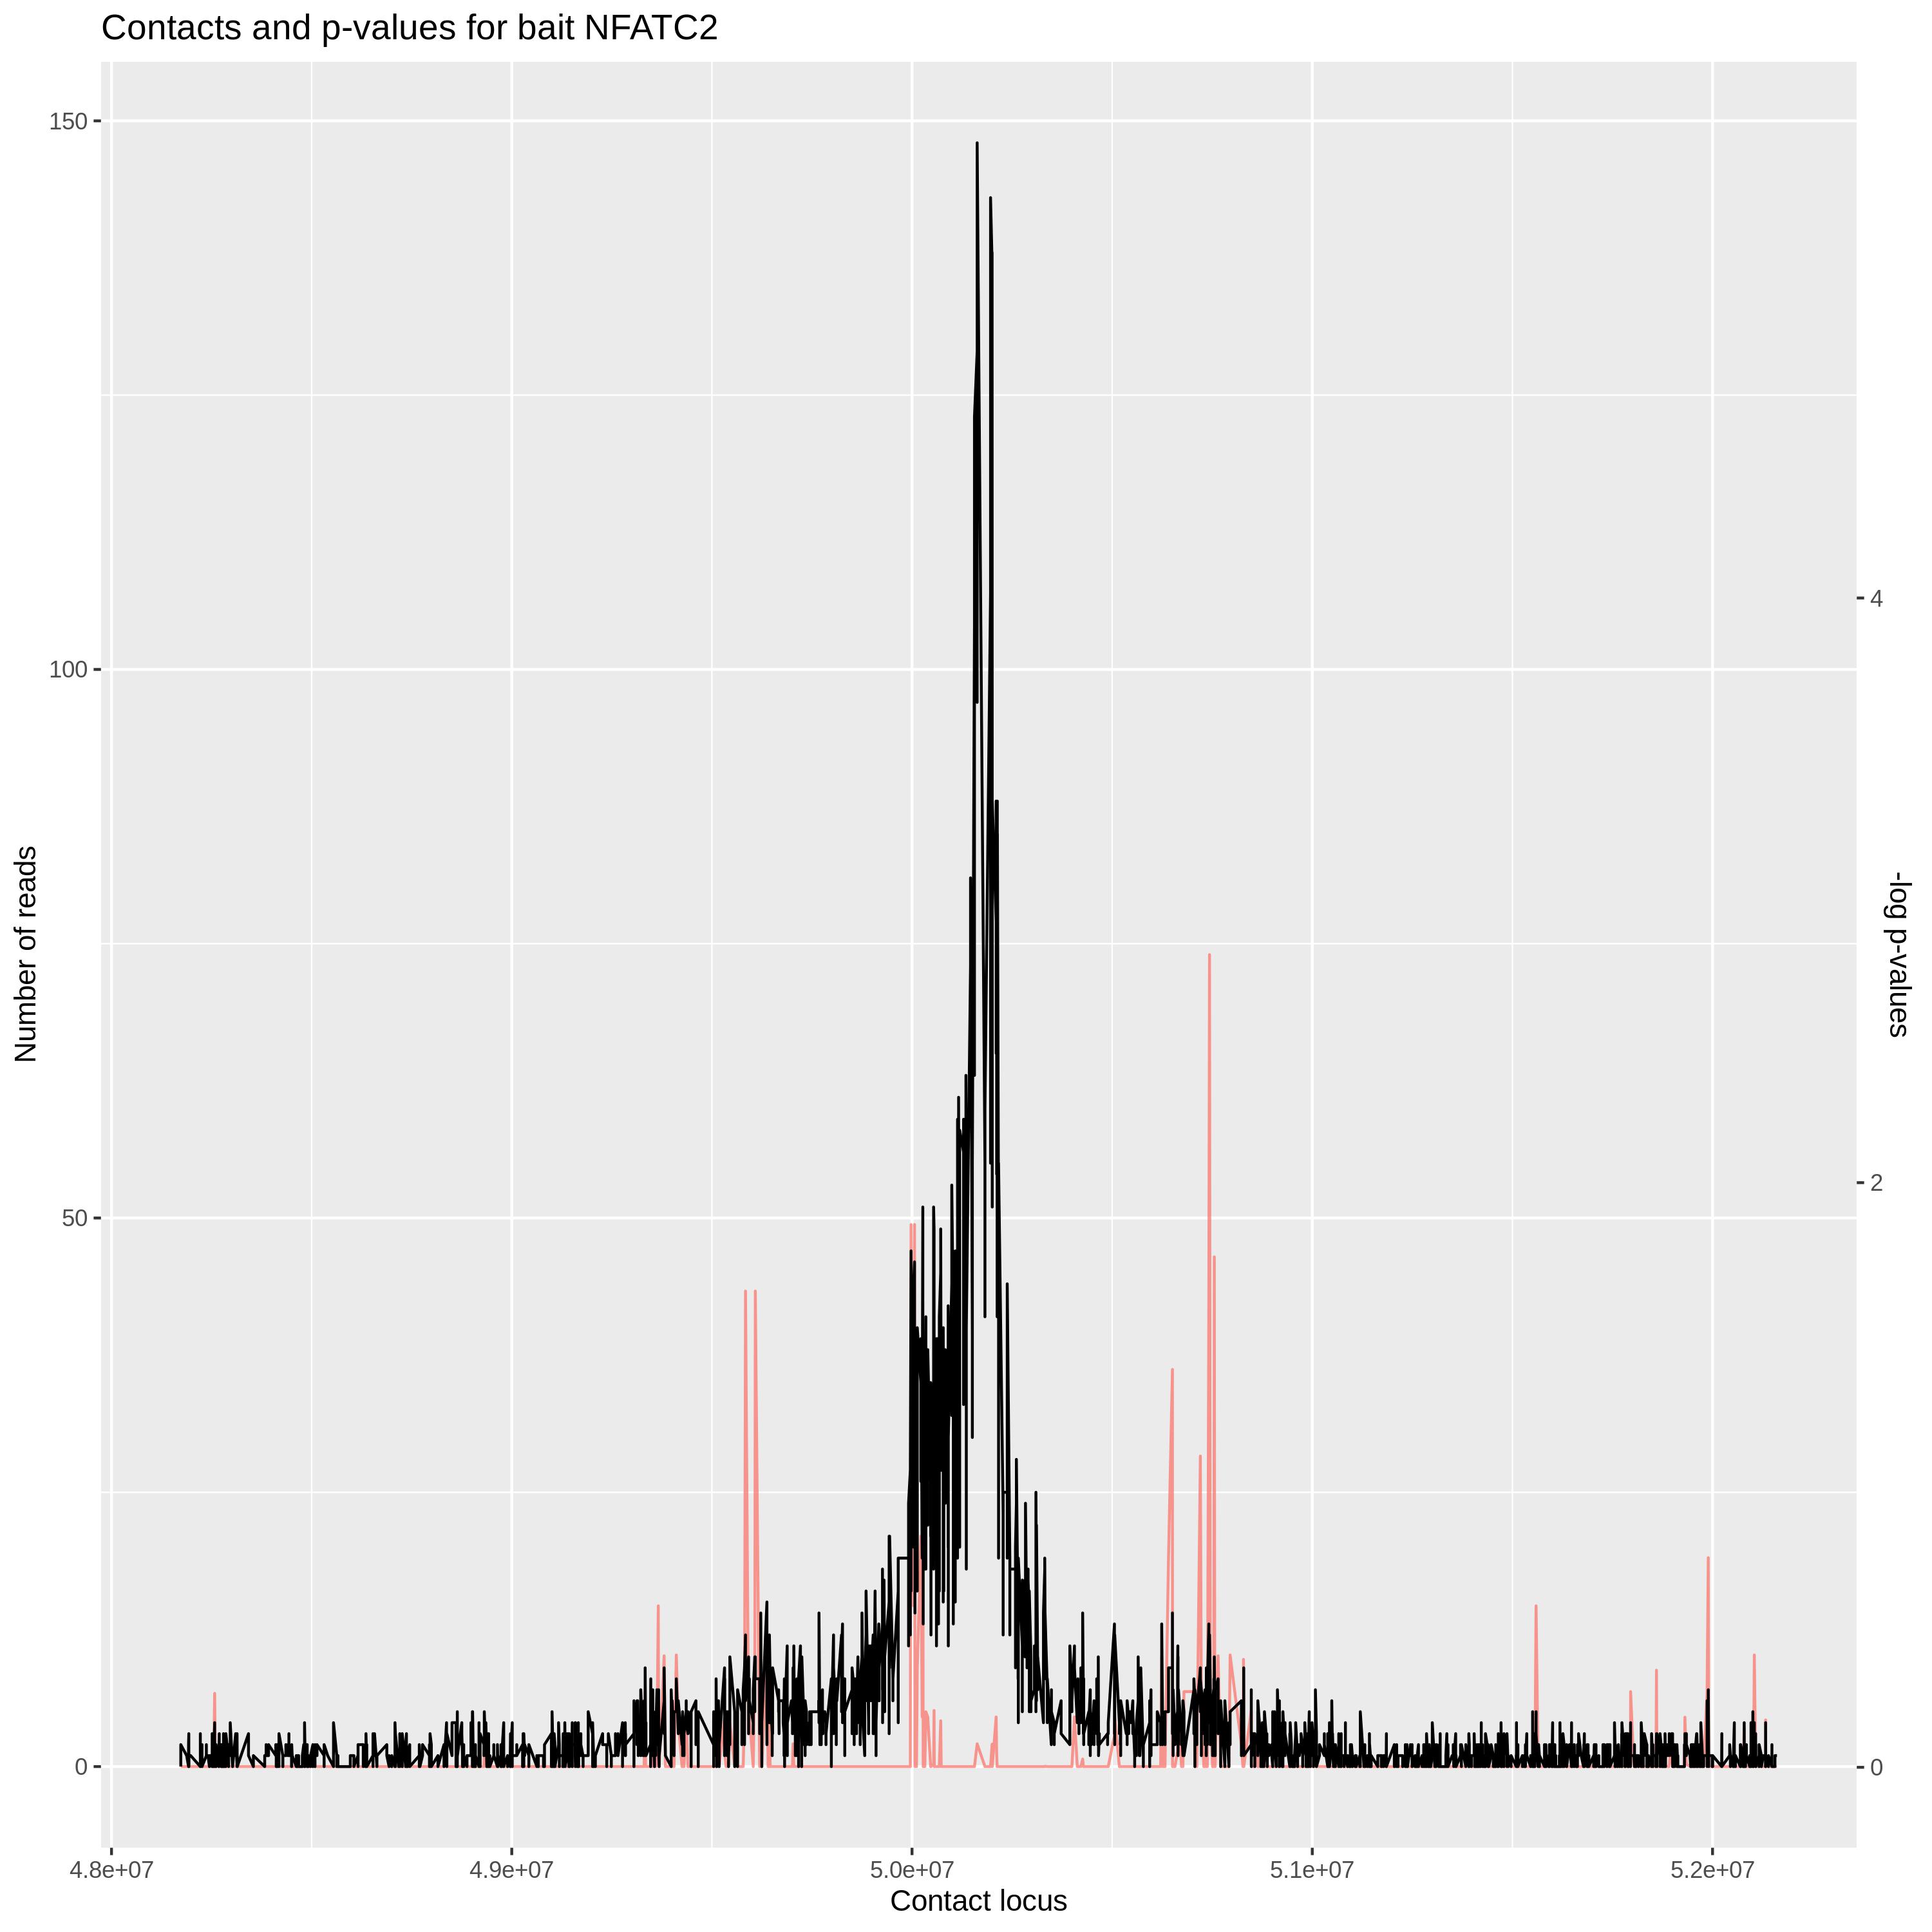 Contacts and p-values for bait NFATC2
150
100
50
0
Number of reads
4
2
0
-log p-values
4.8e+07
4.9e+07
5.0e+07
5.1e+07
5.2e+07
Contact locus